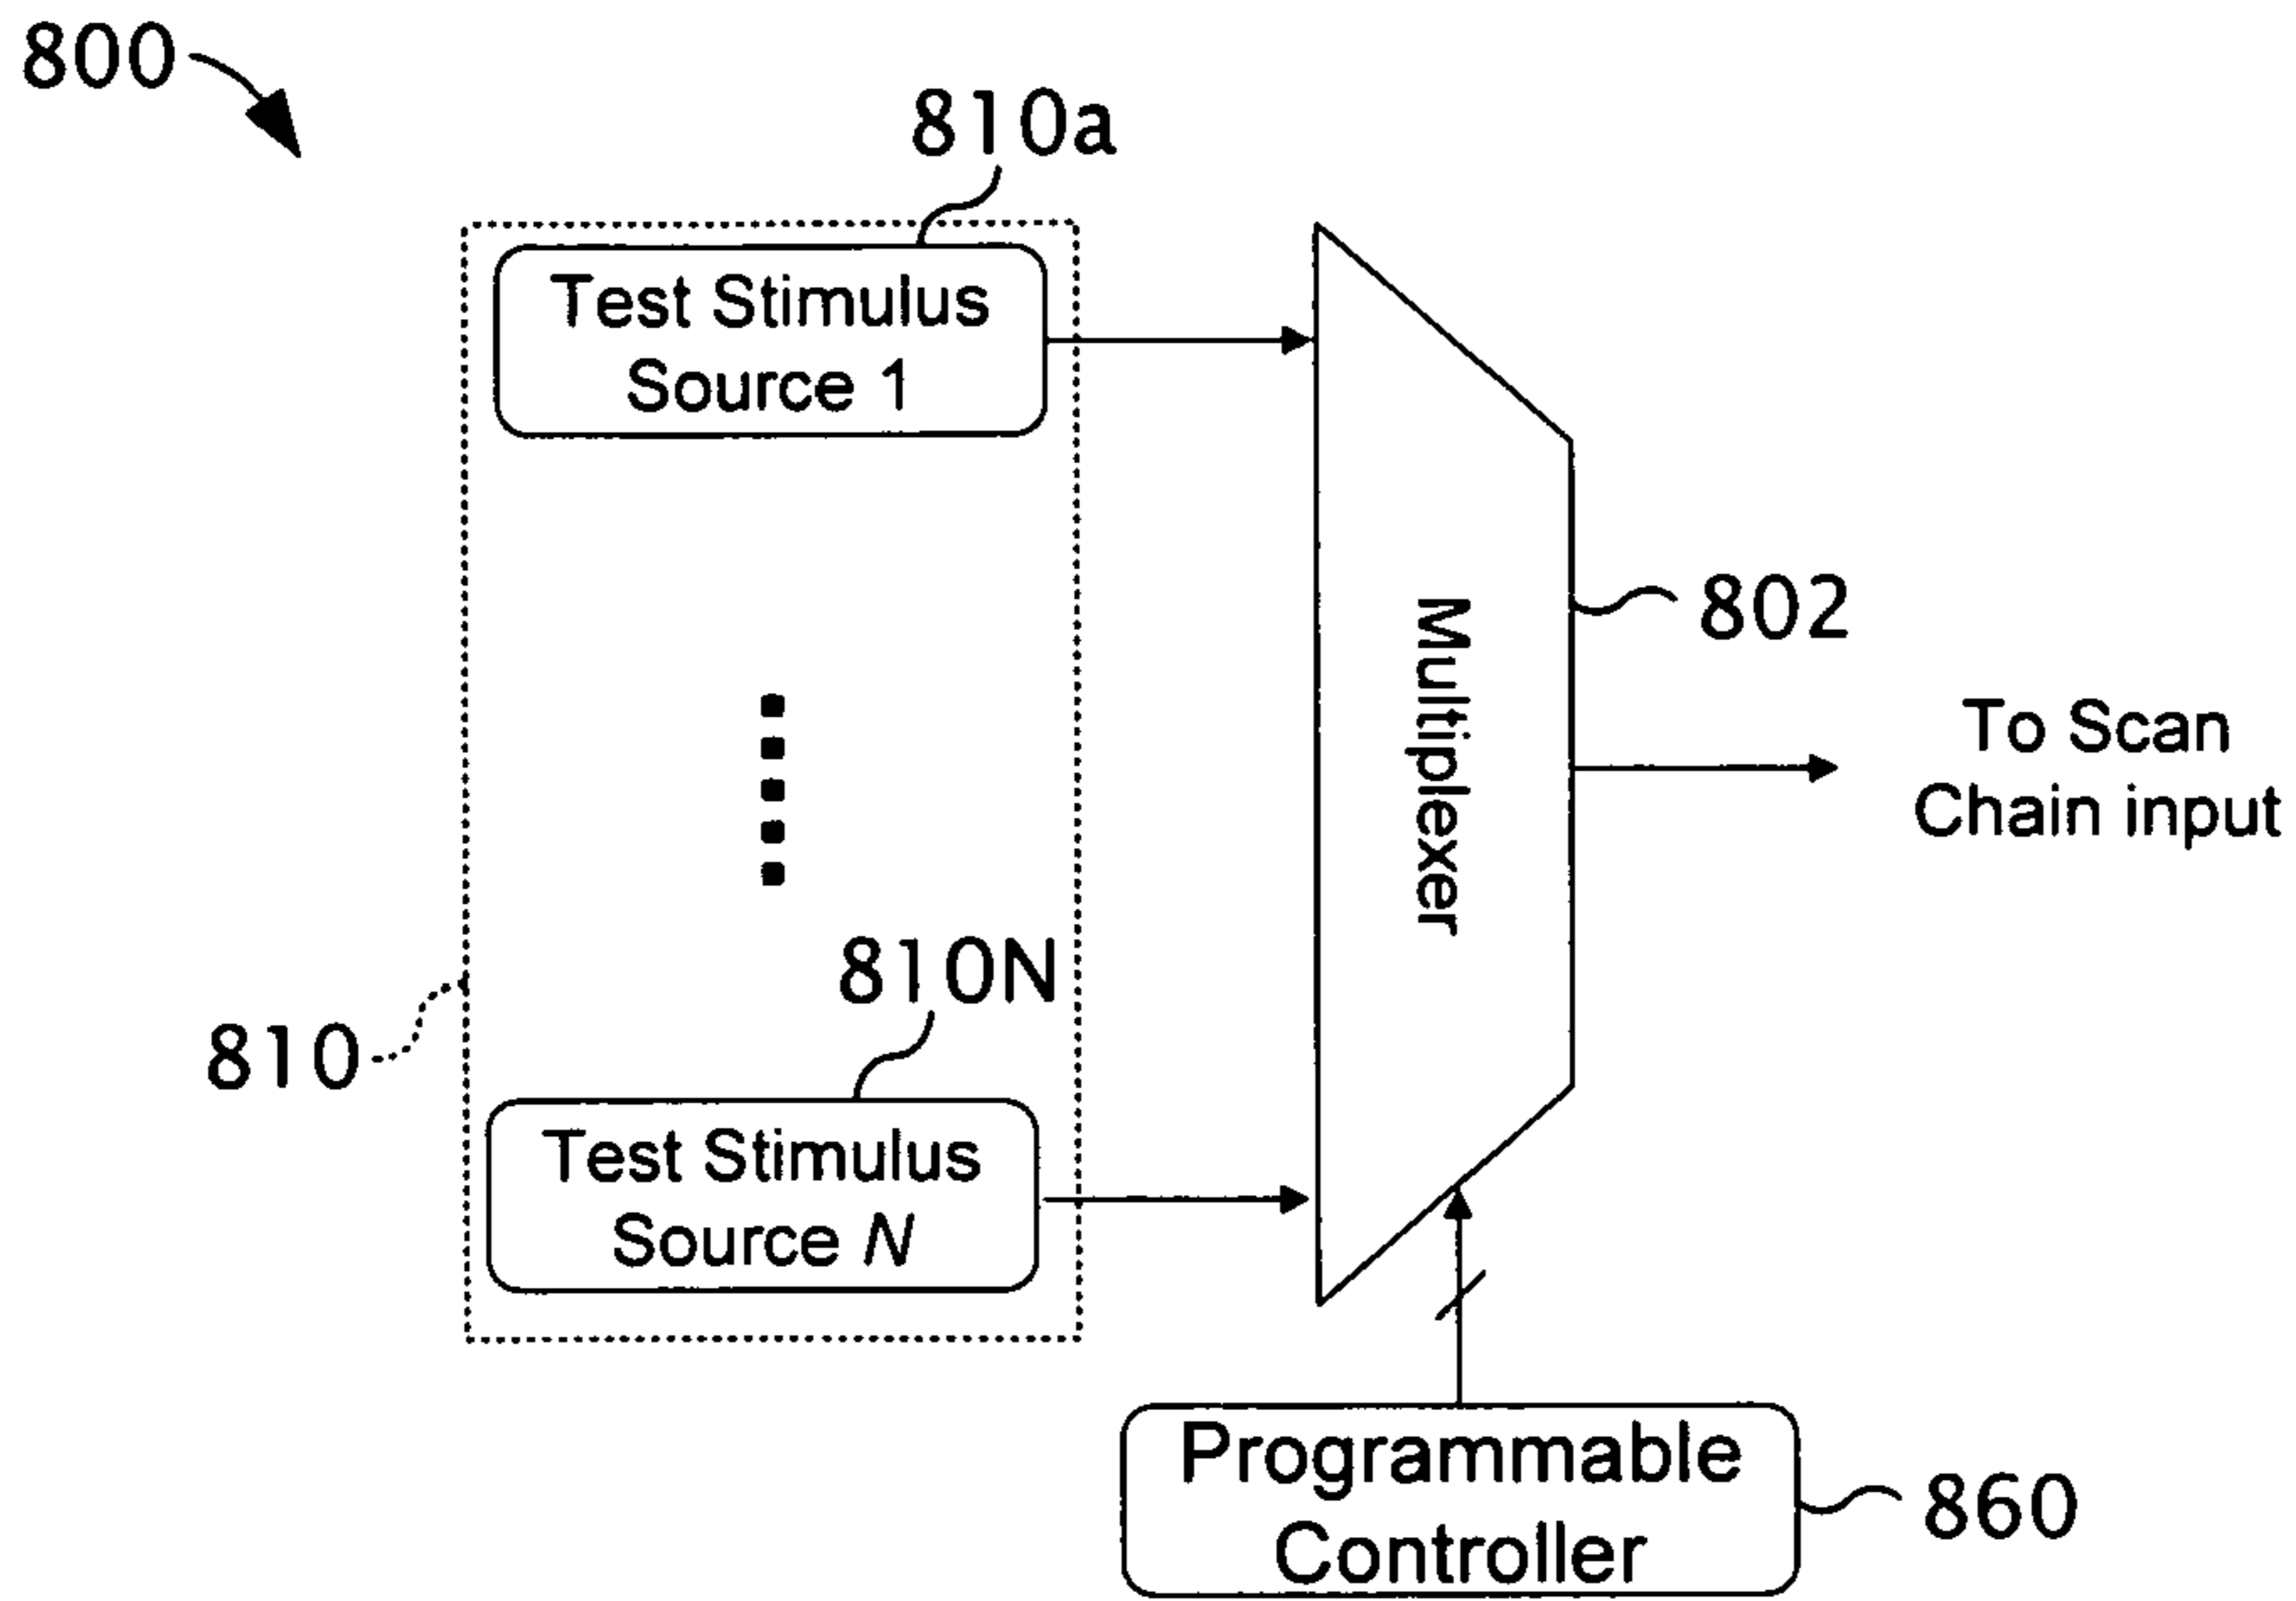 800
810a
Test Stimulus
Source 1
Multiplexer
802
To Scan
Chain input
810N
810
Test Stimulus
Source N
Programmable
Controller
860